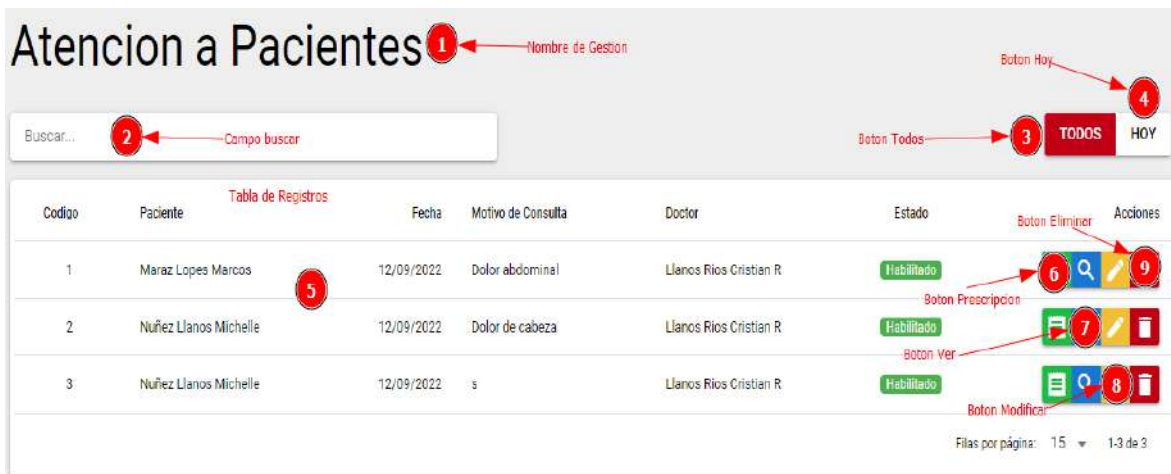 Atencion a Pacientes 1 Nombre de Gestion
Boton Hoy
4
Buscar... 2 Campo buscar
Boton Todos 3 TODOS HOY
Tabla de Registros
Codigo Paciente Fecha Motivo de Consulta Doctor Estado Acciones
Boton Eliminar
1 Maraz Lopes Marcos 12/09/2022 Dolor abdominal Llanos Rios Cristian R Habilitado 6 9
5
Boton Prescripcion
2 Nuñez Llanos Michelle 12/09/2022 Dolor de cabeza Llanos Rios Cristian R Habilitado 7
Boton Ver
3 Nuñez Llanos Michelle 12/09/2022 s Llanos Rios Cristian R Habilitado 8
Boton Modificar
Filas por página: 15 1-3 de 3